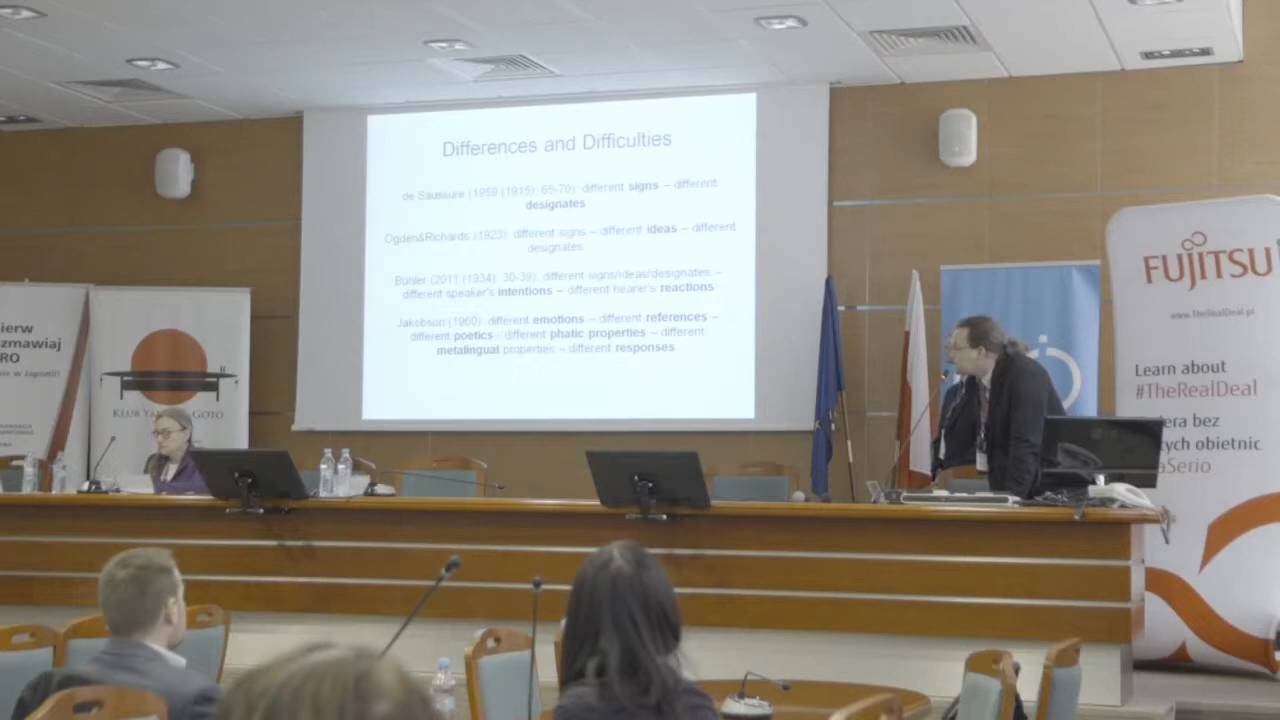 Differences and Difficulties
de Saussure (1959 (1915): 65-70): different signs – different
designates
Ogden&Richards (1923): different signs – different ideas – different
designates
Bühler (2011 (1934): 30-39): different signs/ideas/designates –
different speaker's intentions – different hearer's reactions
Jakobson (1960): different emotions – different references –
different poetics - different phatic properties – different
metalingual properties – different responses
FUJITSU
www.TheRealDeal.pl
Learn about
#TheRealDeal
bez
obietnic
KLUB
GOTO